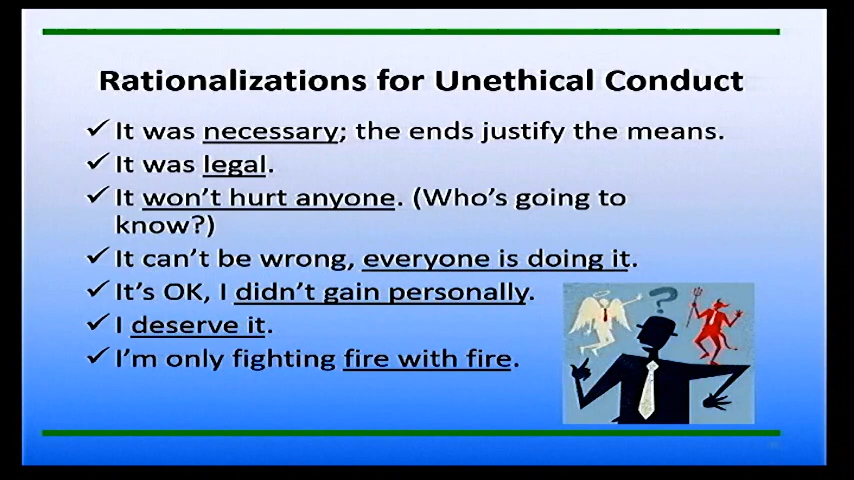 Rationalizations for Unethical Conduct
✓ It was necessary; the ends justify the means.
✓ It was legal.
✓ It won't hurt anyone. (Who's going to
know?)
✓ It can't be wrong, everyone is doing it.
✓ It's OK, I didn't gain personally.
✓ I deserve it.
✓ I'm only fighting fire with fire.
?